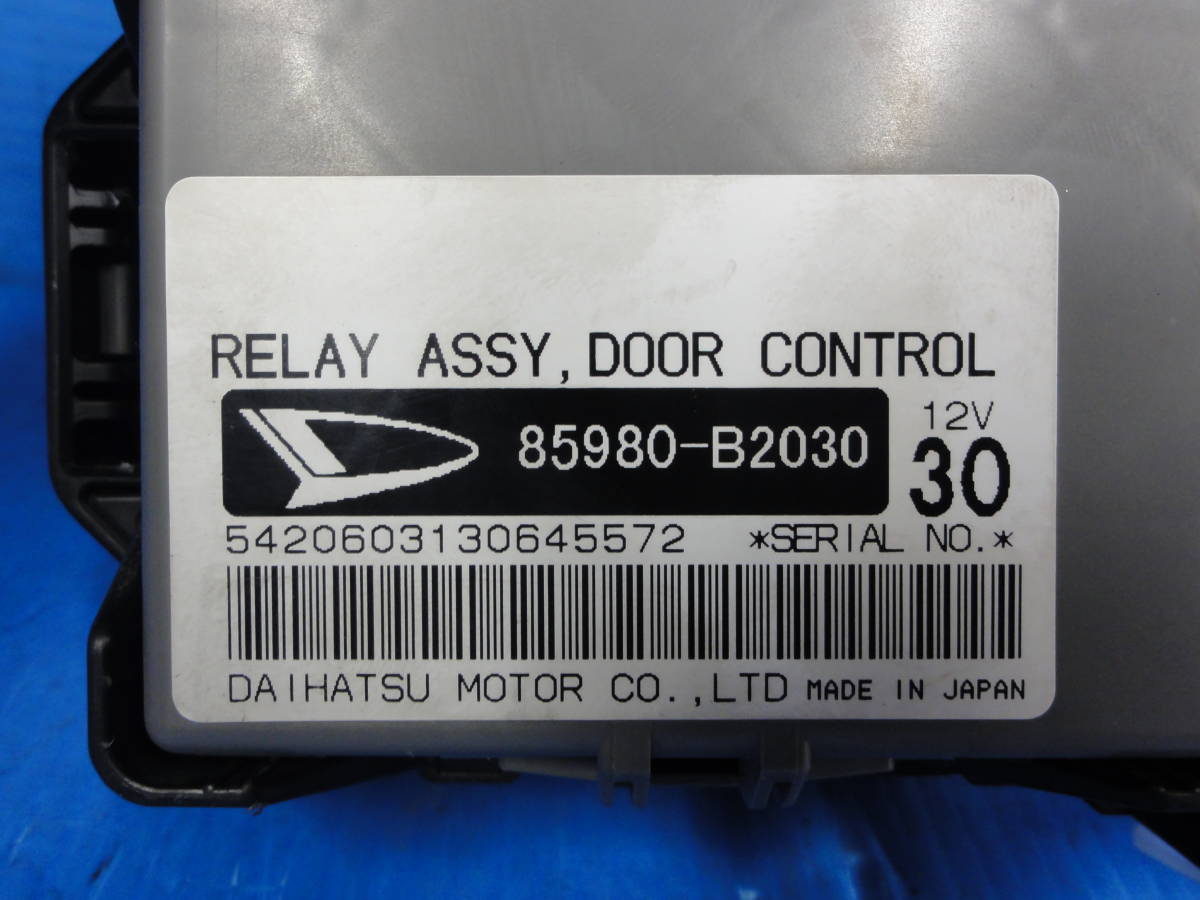 RELAY ASSY, DOOR CONTROL
85980-B2030
12V
30
5420603130645572 *SERIAL NO.*
DAIHATSU MOTOR CO.,LTD MADE IN JAPAN